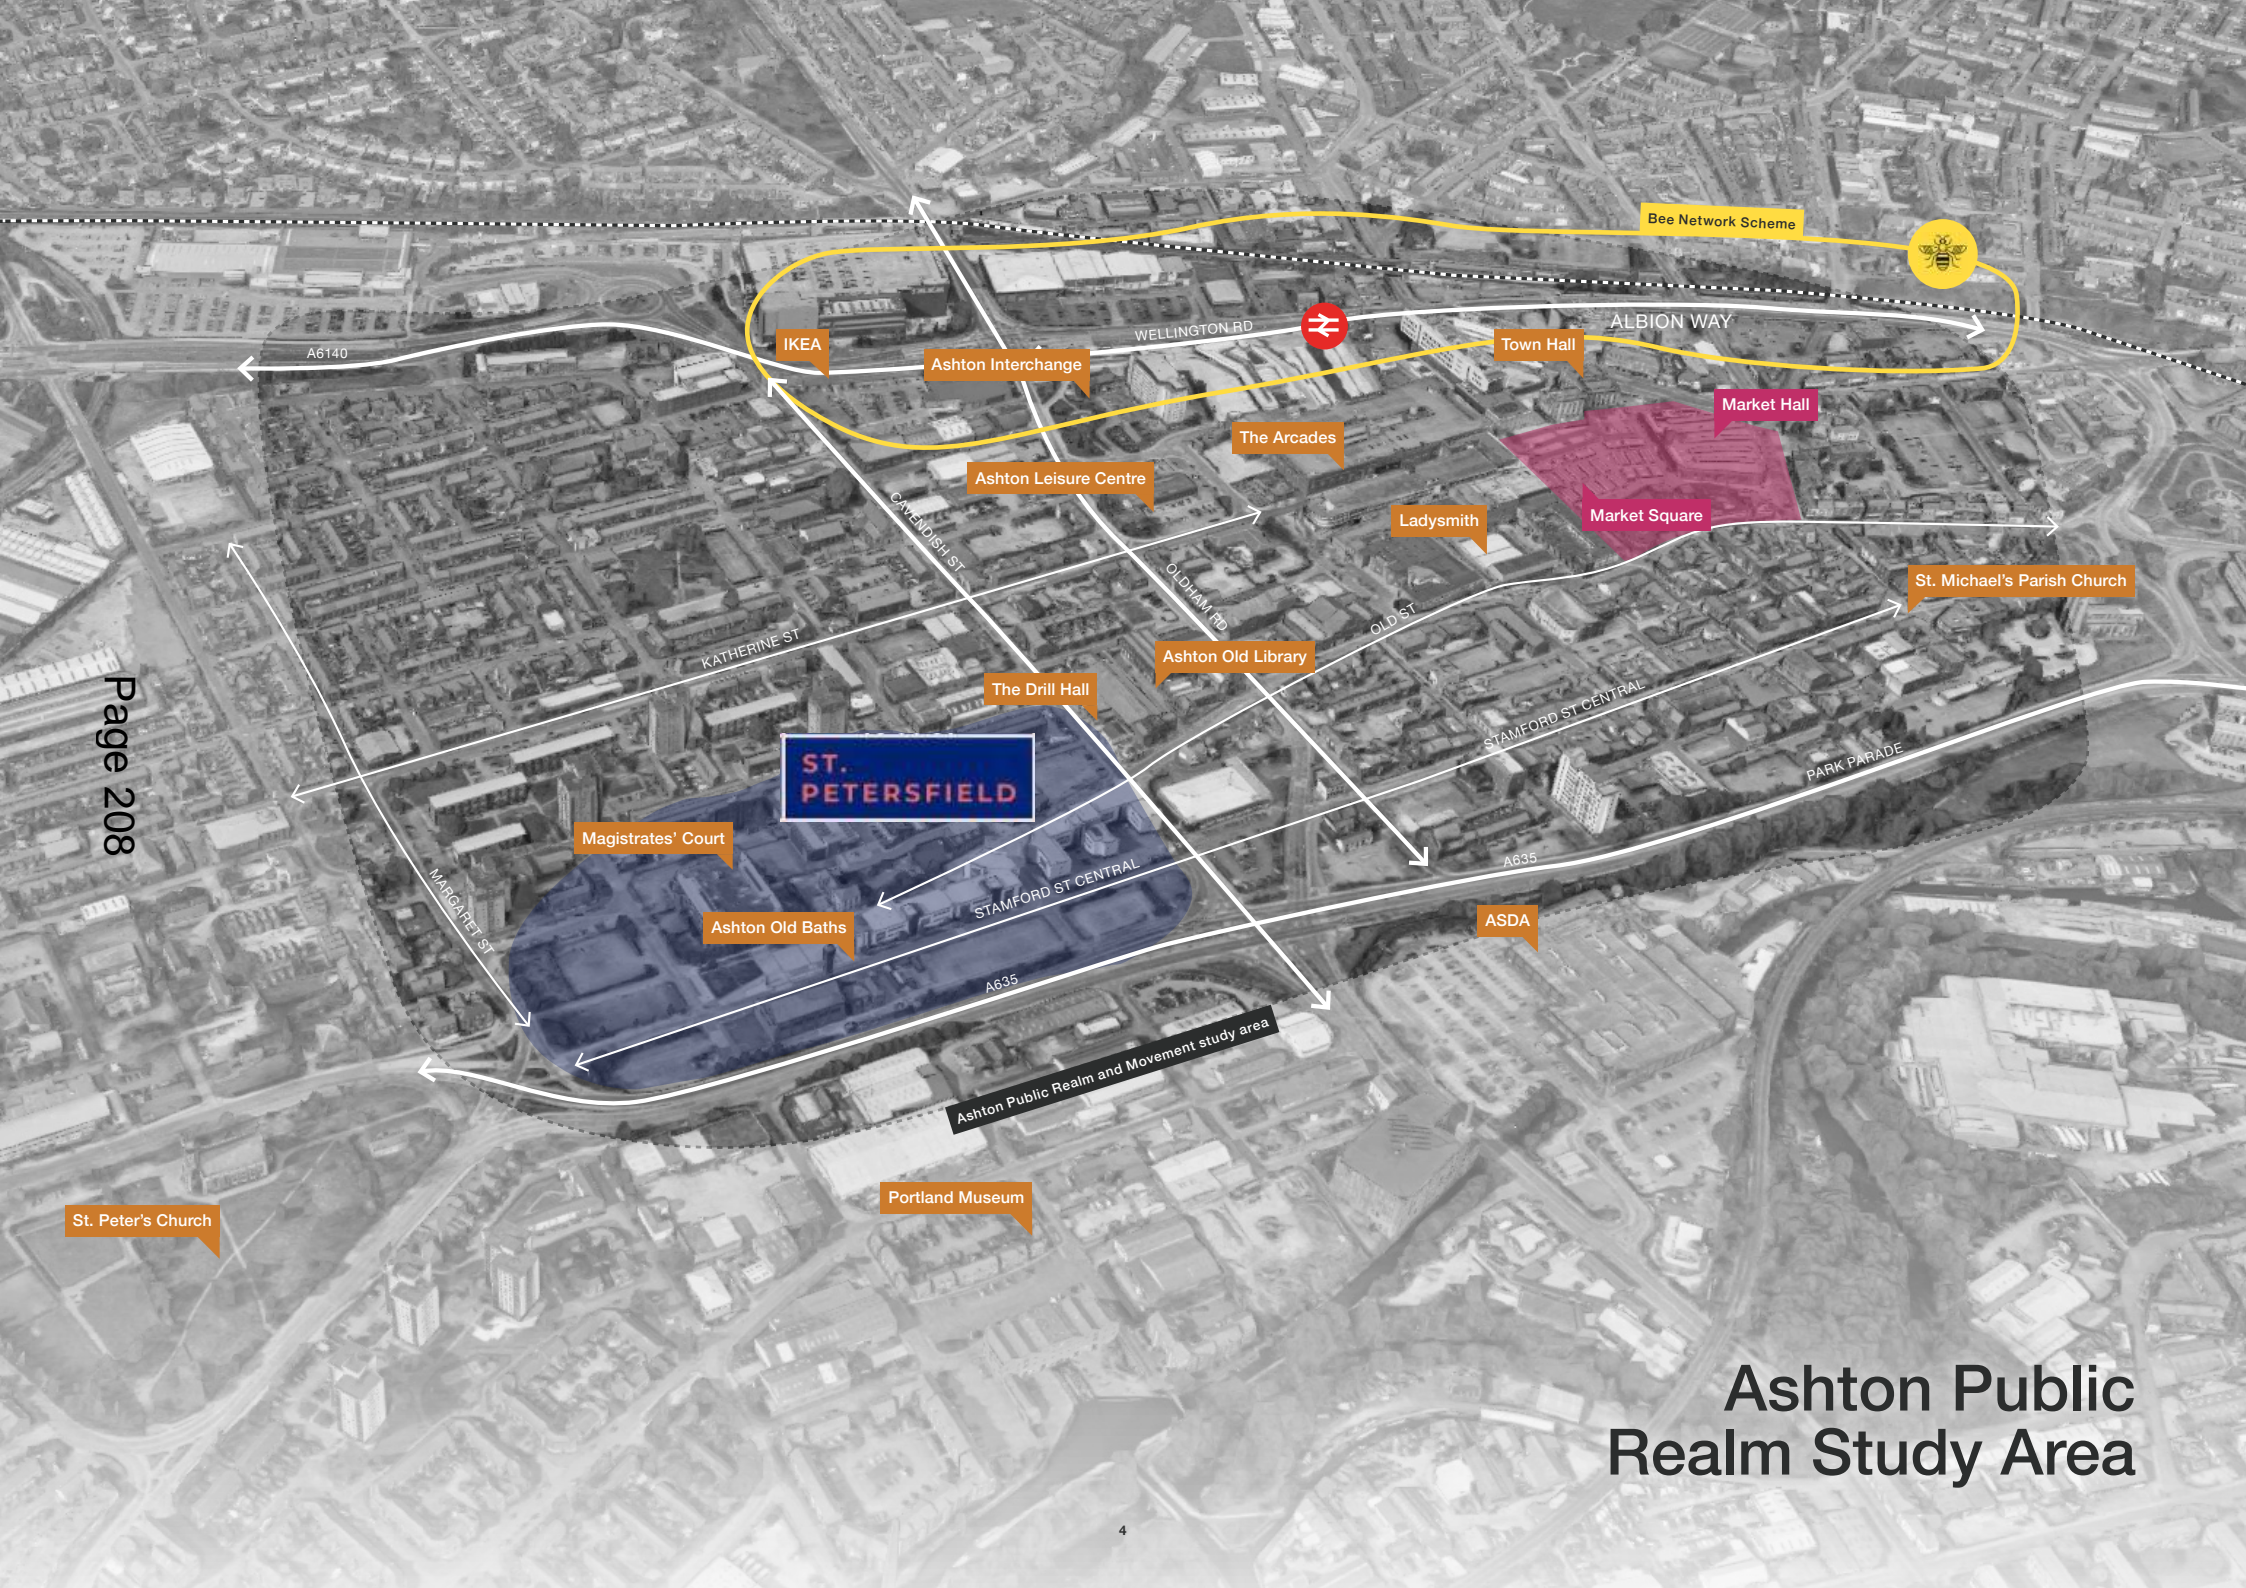 Bee Network Scheme
WELLINGTON RD
ALBION WAY
A6140
IKEA
Ashton Interchange
Town Hall
Market Hall
The Arcades
Ashton Leisure Centre
Ladysmith
Market Square
CAVENDISH ST
OLDHAM RD
St. Michael's Parish Church
KATHERINE ST
OLD ST
Ashton Old Library
The Drill Hall
STAMFORD ST CENTRAL
PARK PARADE
Page 208
ST.
PETERSFIELD
Magistrates' Court
A635
MARGARET ST
STAMFORD ST CENTRAL
Ashton Old Baths
ASDA
A635
Ashton Public Realm and Movement study area
Portland Museum
St. Peter's Church
Ashton Public
Realm Study Area
4